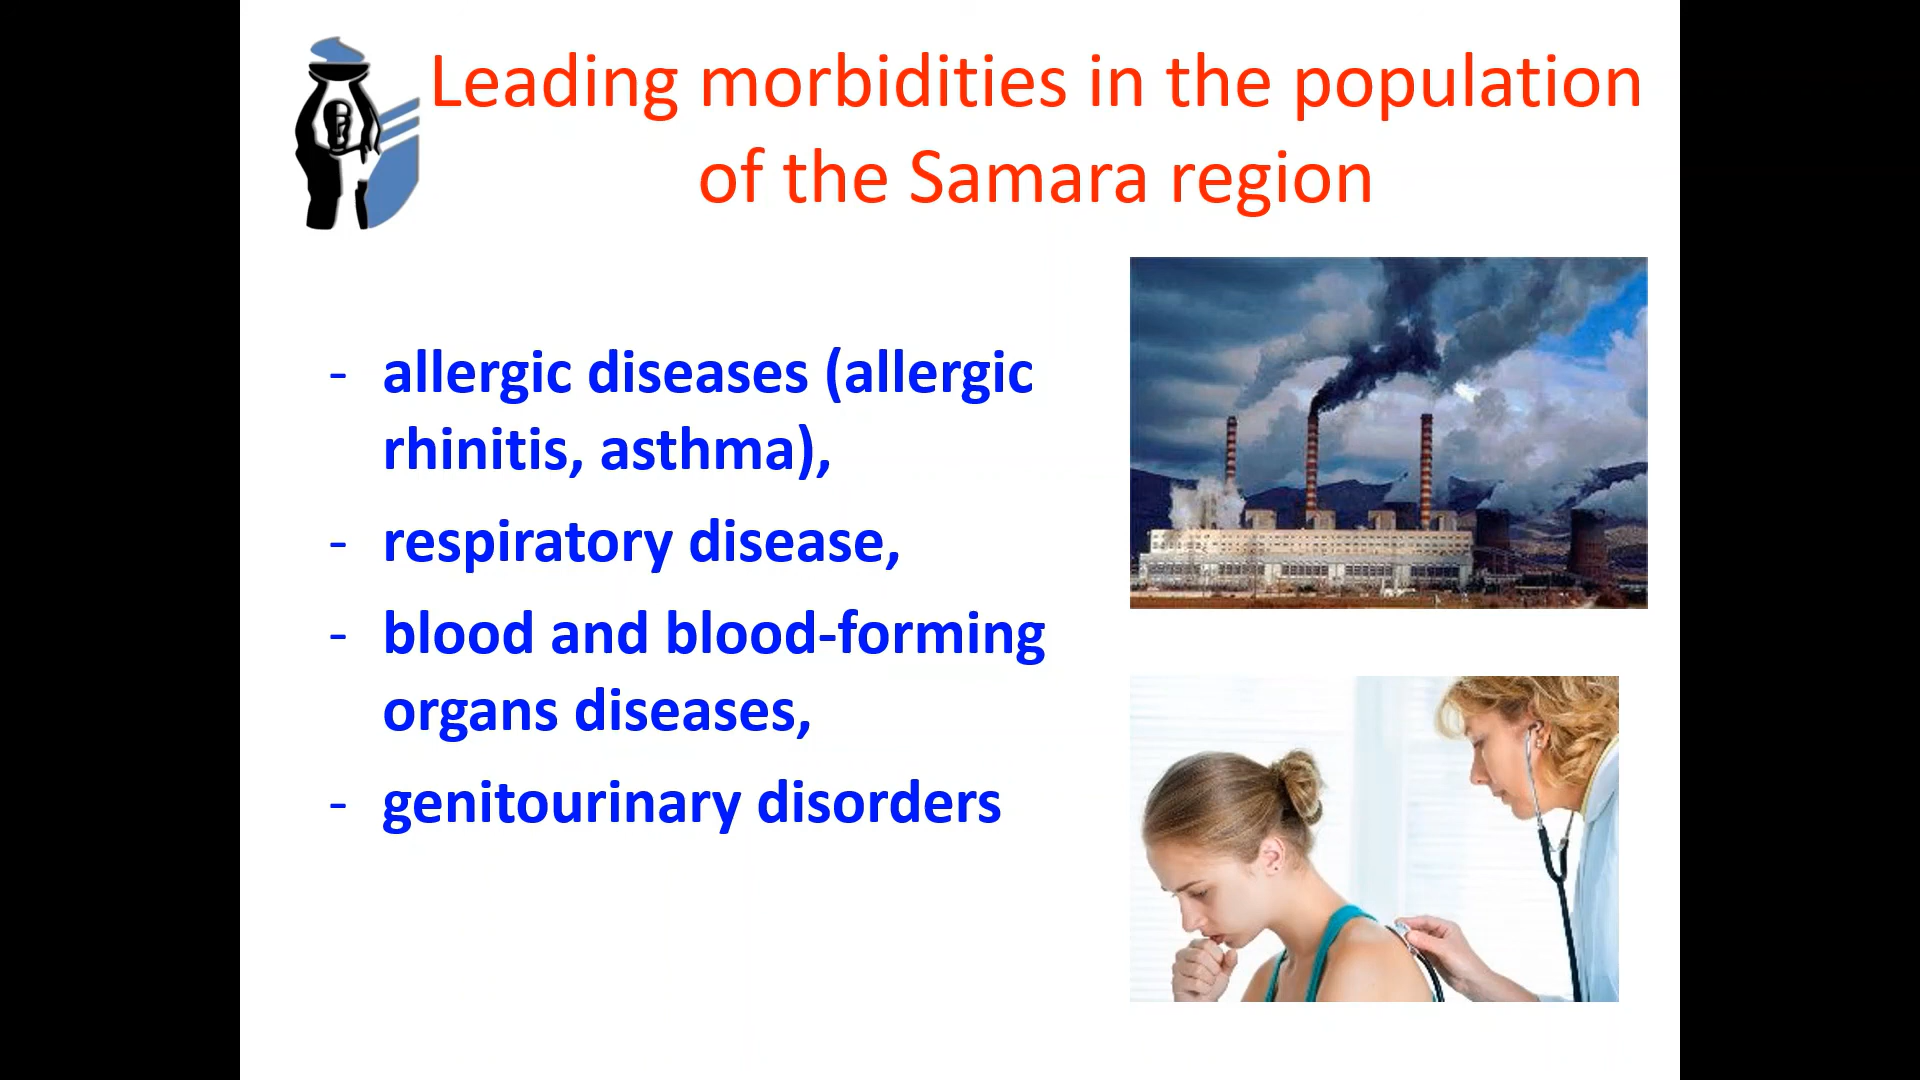 Leading morbidities in the population
of the Samara region
- allergic diseases (allergic
rhinitis, asthma),
- respiratory disease,
- blood and blood-forming
organs diseases,
- genitourinary disorders